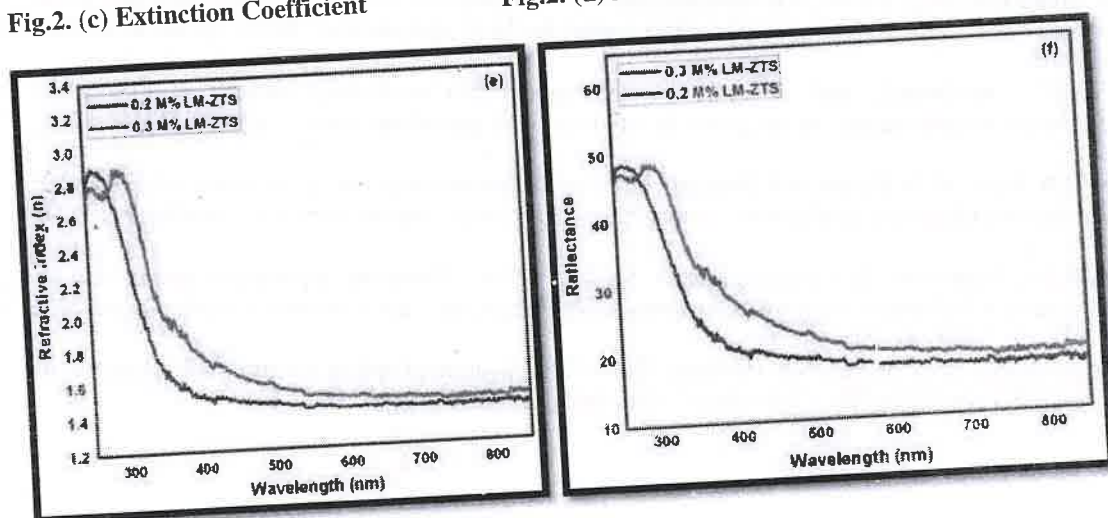 Fig.2. (c) Extinction Coefficient
Fig.2. (
(e)
0.2 M% LM-ZTS
0.3 M% LM-ZTS
Refractive index (n)
3.4
3.2
3.0
2.8
2.6
2.4
2.2
2.0
1.8
1.6
1.4
1.2
300 400 500 600 700 800
Wavelength (nm)
(f)
0.3 M% LM-ZTS
0.2 M% LM-ZTS
Reflectance
60
50
40
30
20
10
300 400 500 600 700 800
Wavelength (nm)